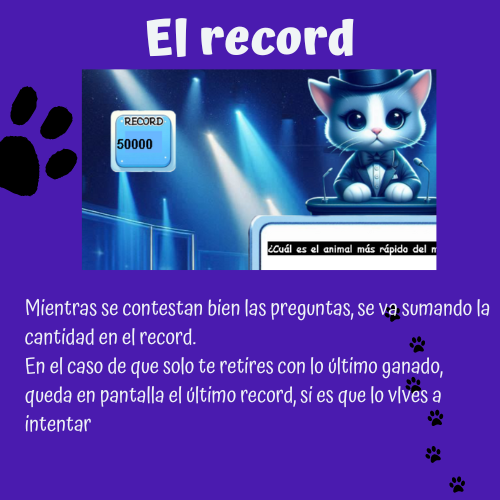 El record
RECORD
50000
¿Cuál es el animal más rápido del m
Mientras se contestan bien las preguntas, se va sumando la
cantidad en el record.
En el caso de que solo te retires con lo último ganado,
queda en pantalla el último record, si es que lo vlves a
intentar